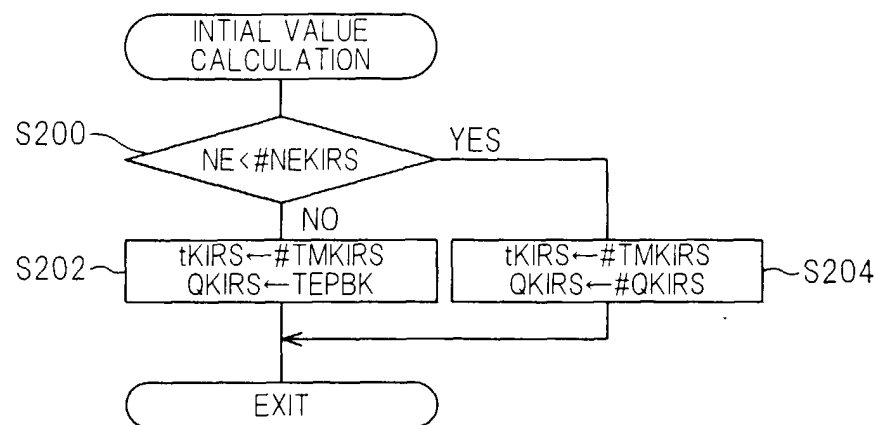 INTIAL VALUE
CALCULATION
S200
NE<#NEKIRS
YES
NO
S202
tKIRS←#TMKIRS
QKIRS←TEPBK
tKIRS←#TMKIRS
QKIRS←#QKIRS
S204
EXIT